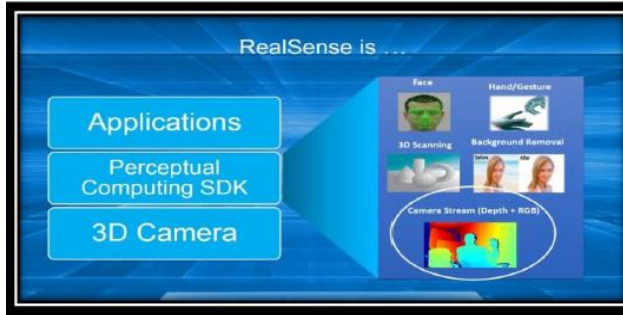 RealSense is ...
Applications
Perceptual
Computing SDK
3D Camera
Face
Hand/Gesture
3D Scanning
Background Removal
Before
After
Camera Stream (Depth + RGB)